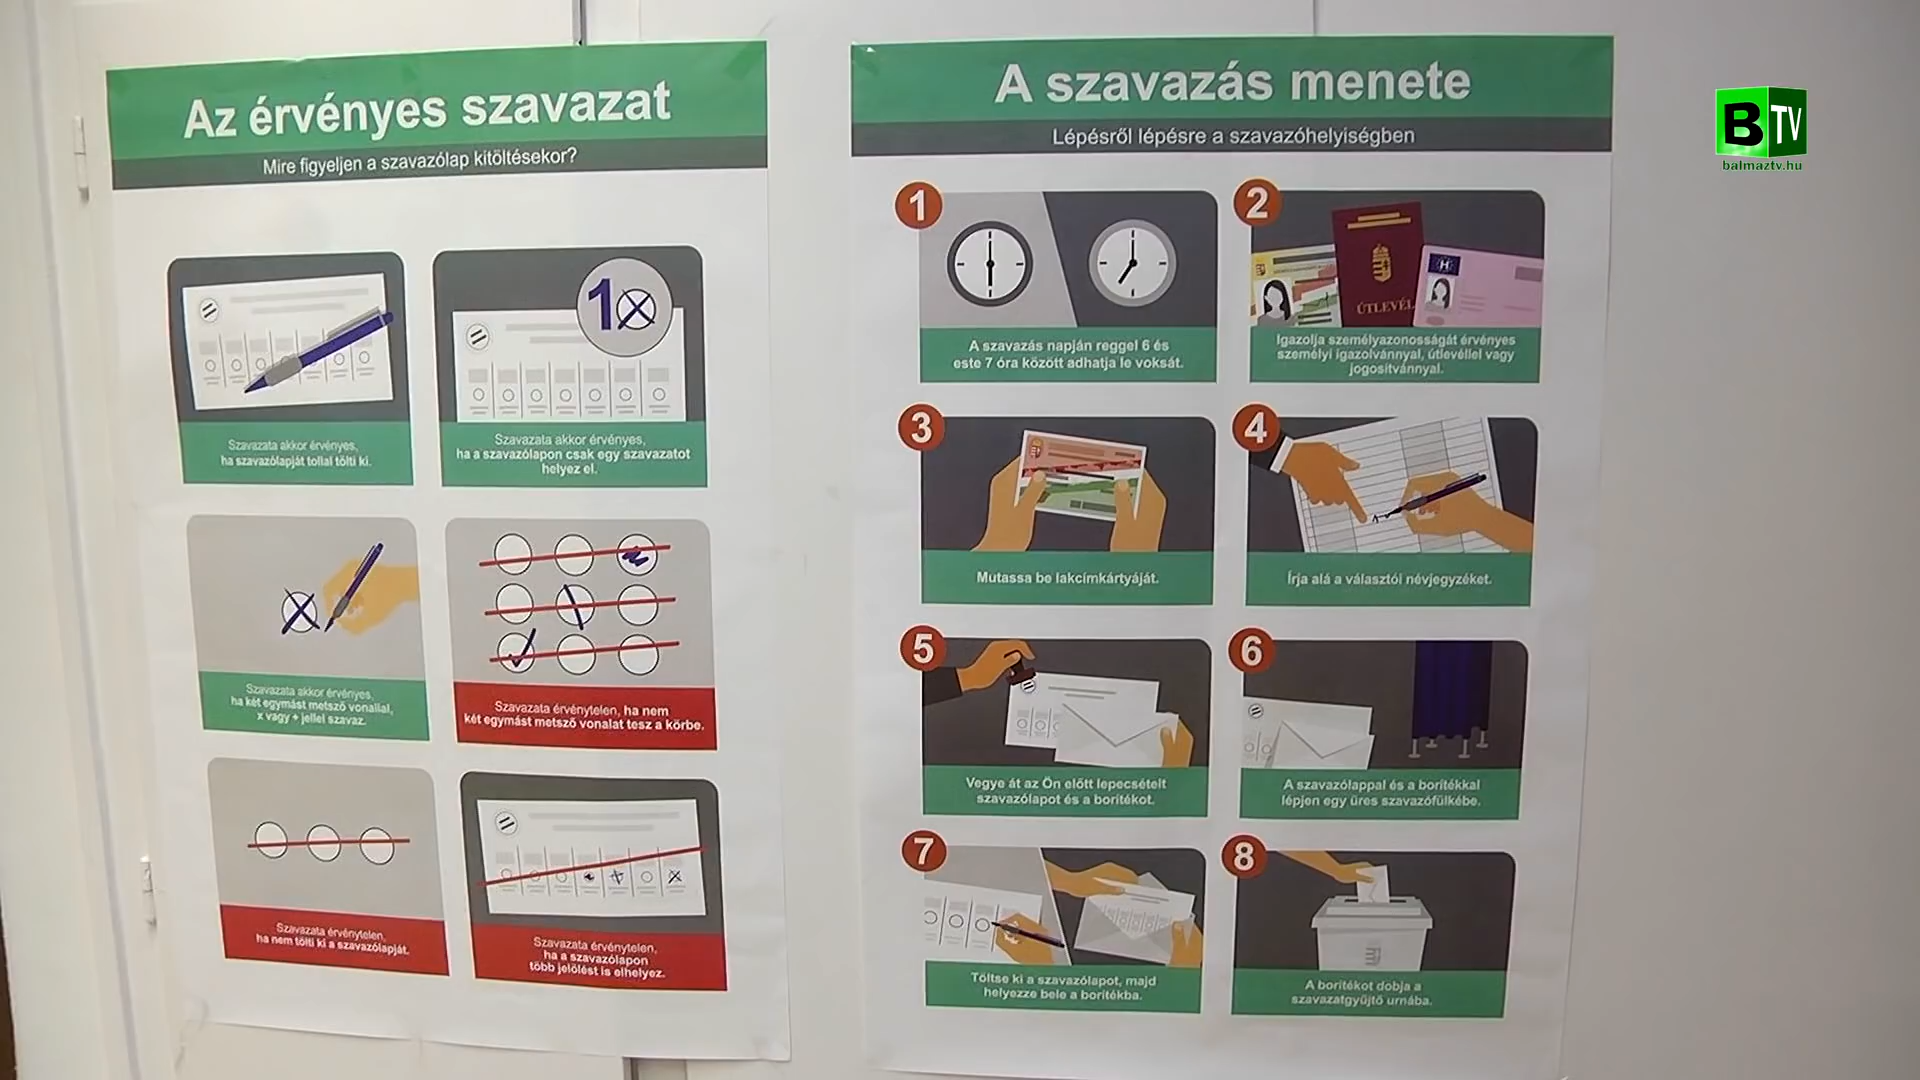 Az érvényes szavazat
Mire figyeljen a szavazólap kitöltésekor?
1
Szavazata akkor érvényes,
ha szavazólapját tollal tölti ki.
Szavazata akkor érvényes,
ha a szavazólapon csak egy szavazatot
helyez el.
Szavazata akkor érvényes,
ha két egymást metsző vonallal,
x vagy + jellel szavaz.
Szavazata érvénytelen, ha nem
két egymást metsző vonalat tesz a körbe.
Szavazata érvénytelen,
ha nem tölti ki a szavazólapját.
Szavazata érvénytelen,
ha a szavazólapon
több jelölést is elhelyez.
A szavazás menete
Lépésről lépésre a szavazóhelyiségben
1
A szavazás napján reggel 6 és
este 7 óra között adhatja le voksát.
2
ÚTLEVÉL
H
Igazolja személyazonosságát érvényes
személyi igazolvánnyal, útlevéllel vagy
jogosítvánnyal.
3
Mutassa be lakcímkártyáját.
4
Írja alá a választói névjegyzéket.
5
Vegye át az Ön előtt lepecsételt
szavazólapot és a borítékot.
6
A szavazólappal és a borítékkal
lépjen egy üres szavazófülkébe.
7
Töltse ki a szavazólapot, majd
helyezze bele a borítékba.
8
A borítékot dobja a
szavazatgyűjtő urnába.
B TV
balmaztv.hu